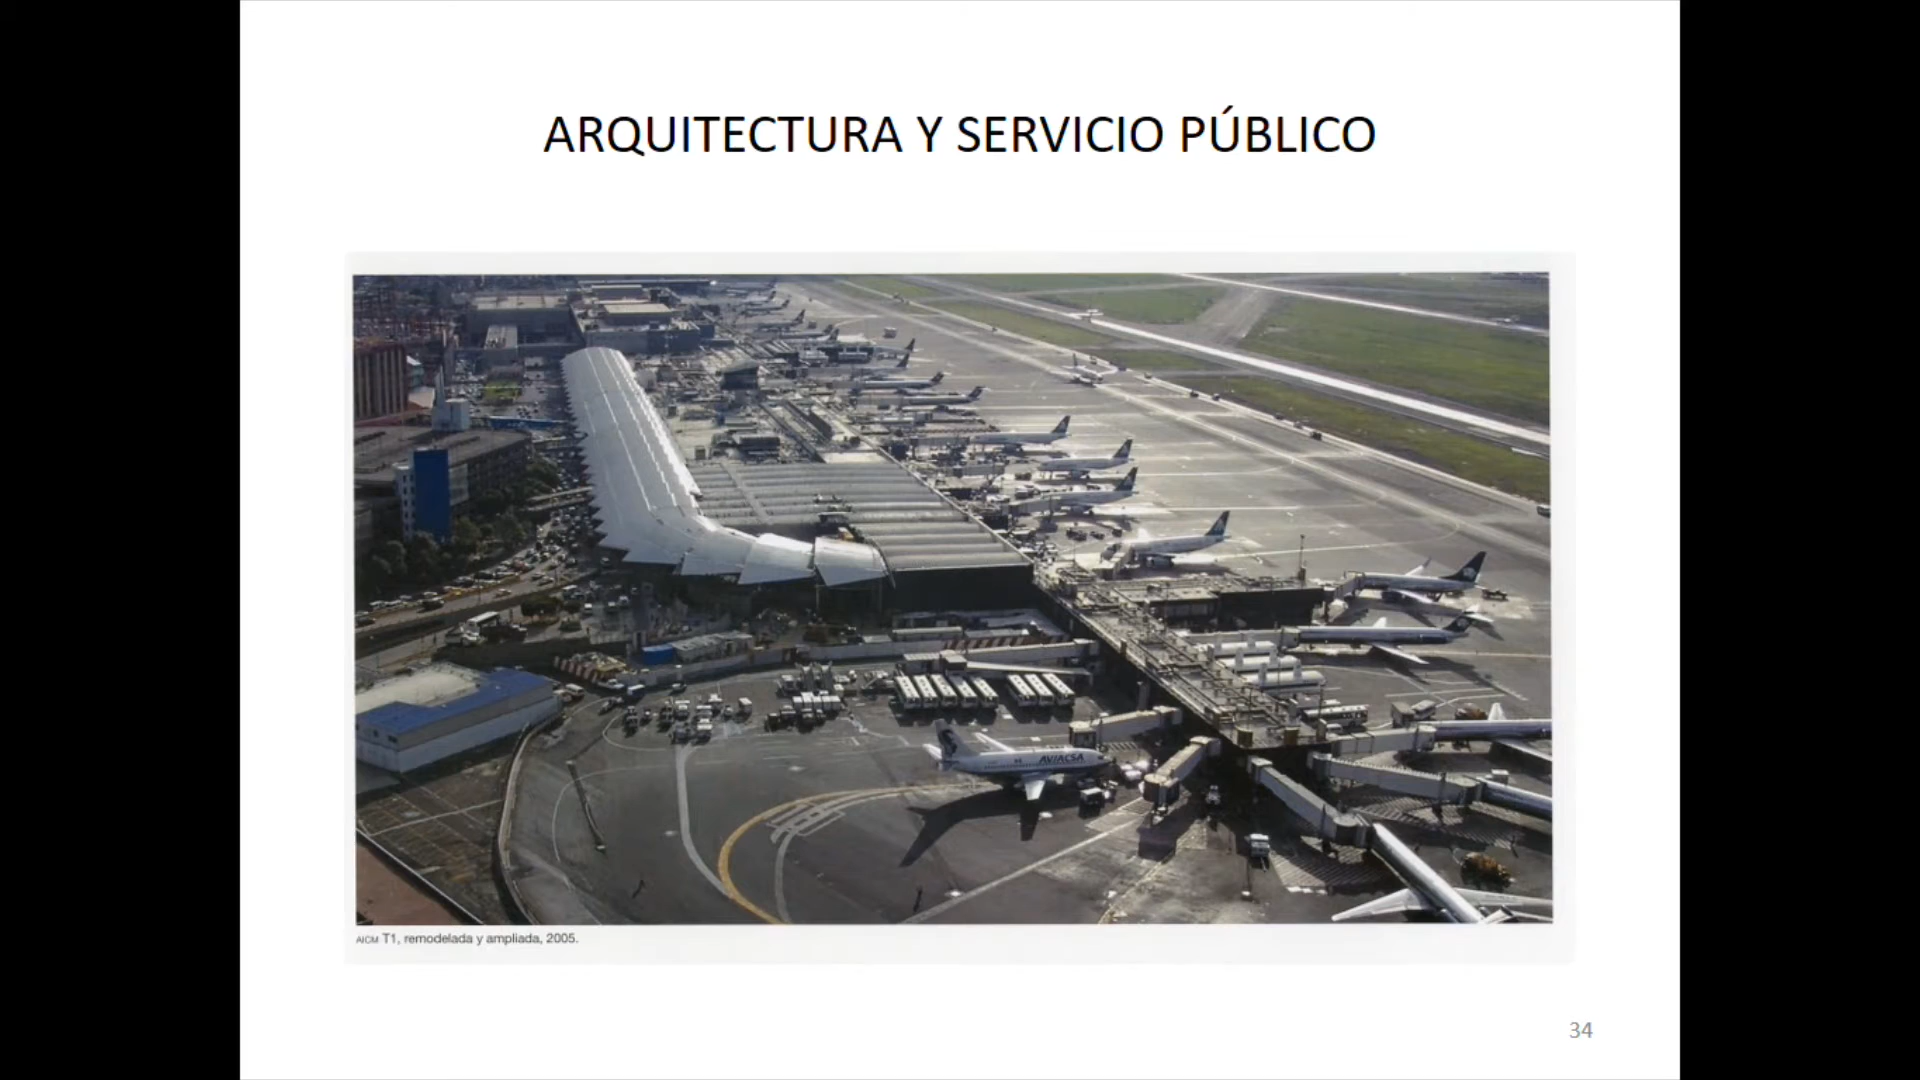 ARQUITECTURA Y SERVICIO PÚBLICO
AVIACSA
AICM T1, remodelada y ampliada, 2005.
34